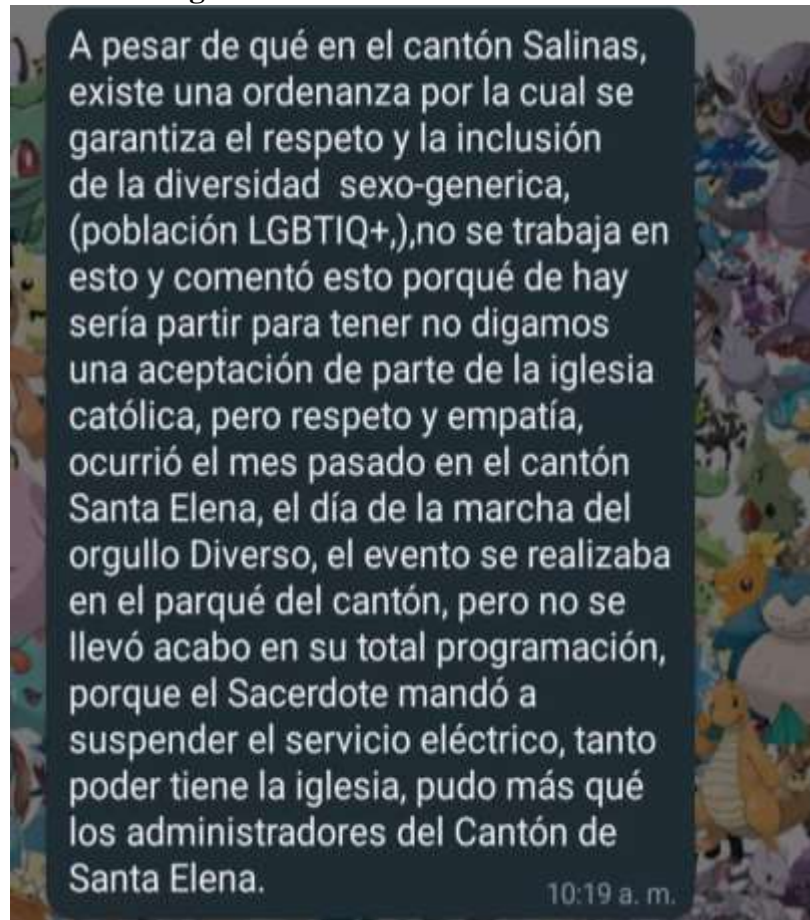 A pesar de qué en el cantón Salinas,
existe una ordenanza por la cual se
garantiza el respeto y la inclusión
de la diversidad  sexo-generica,
(población LGBTIQ+,),no se trabaja en
esto y comentó esto porqué de hay
sería partir para tener no digamos
una aceptación de parte de la iglesia
católica, pero respeto y empatía,
ocurrió el mes pasado en el cantón
Santa Elena, el día de la marcha del
orgullo Diverso, el evento se realizaba
en el parqué del cantón, pero no se
llevó acabo en su total programación,
porque el Sacerdote mandó a
suspender el servicio eléctrico, tanto
poder tiene la iglesia, pudo más qué
los administradores del Cantón de
Santa Elena.
10:19 a. m.